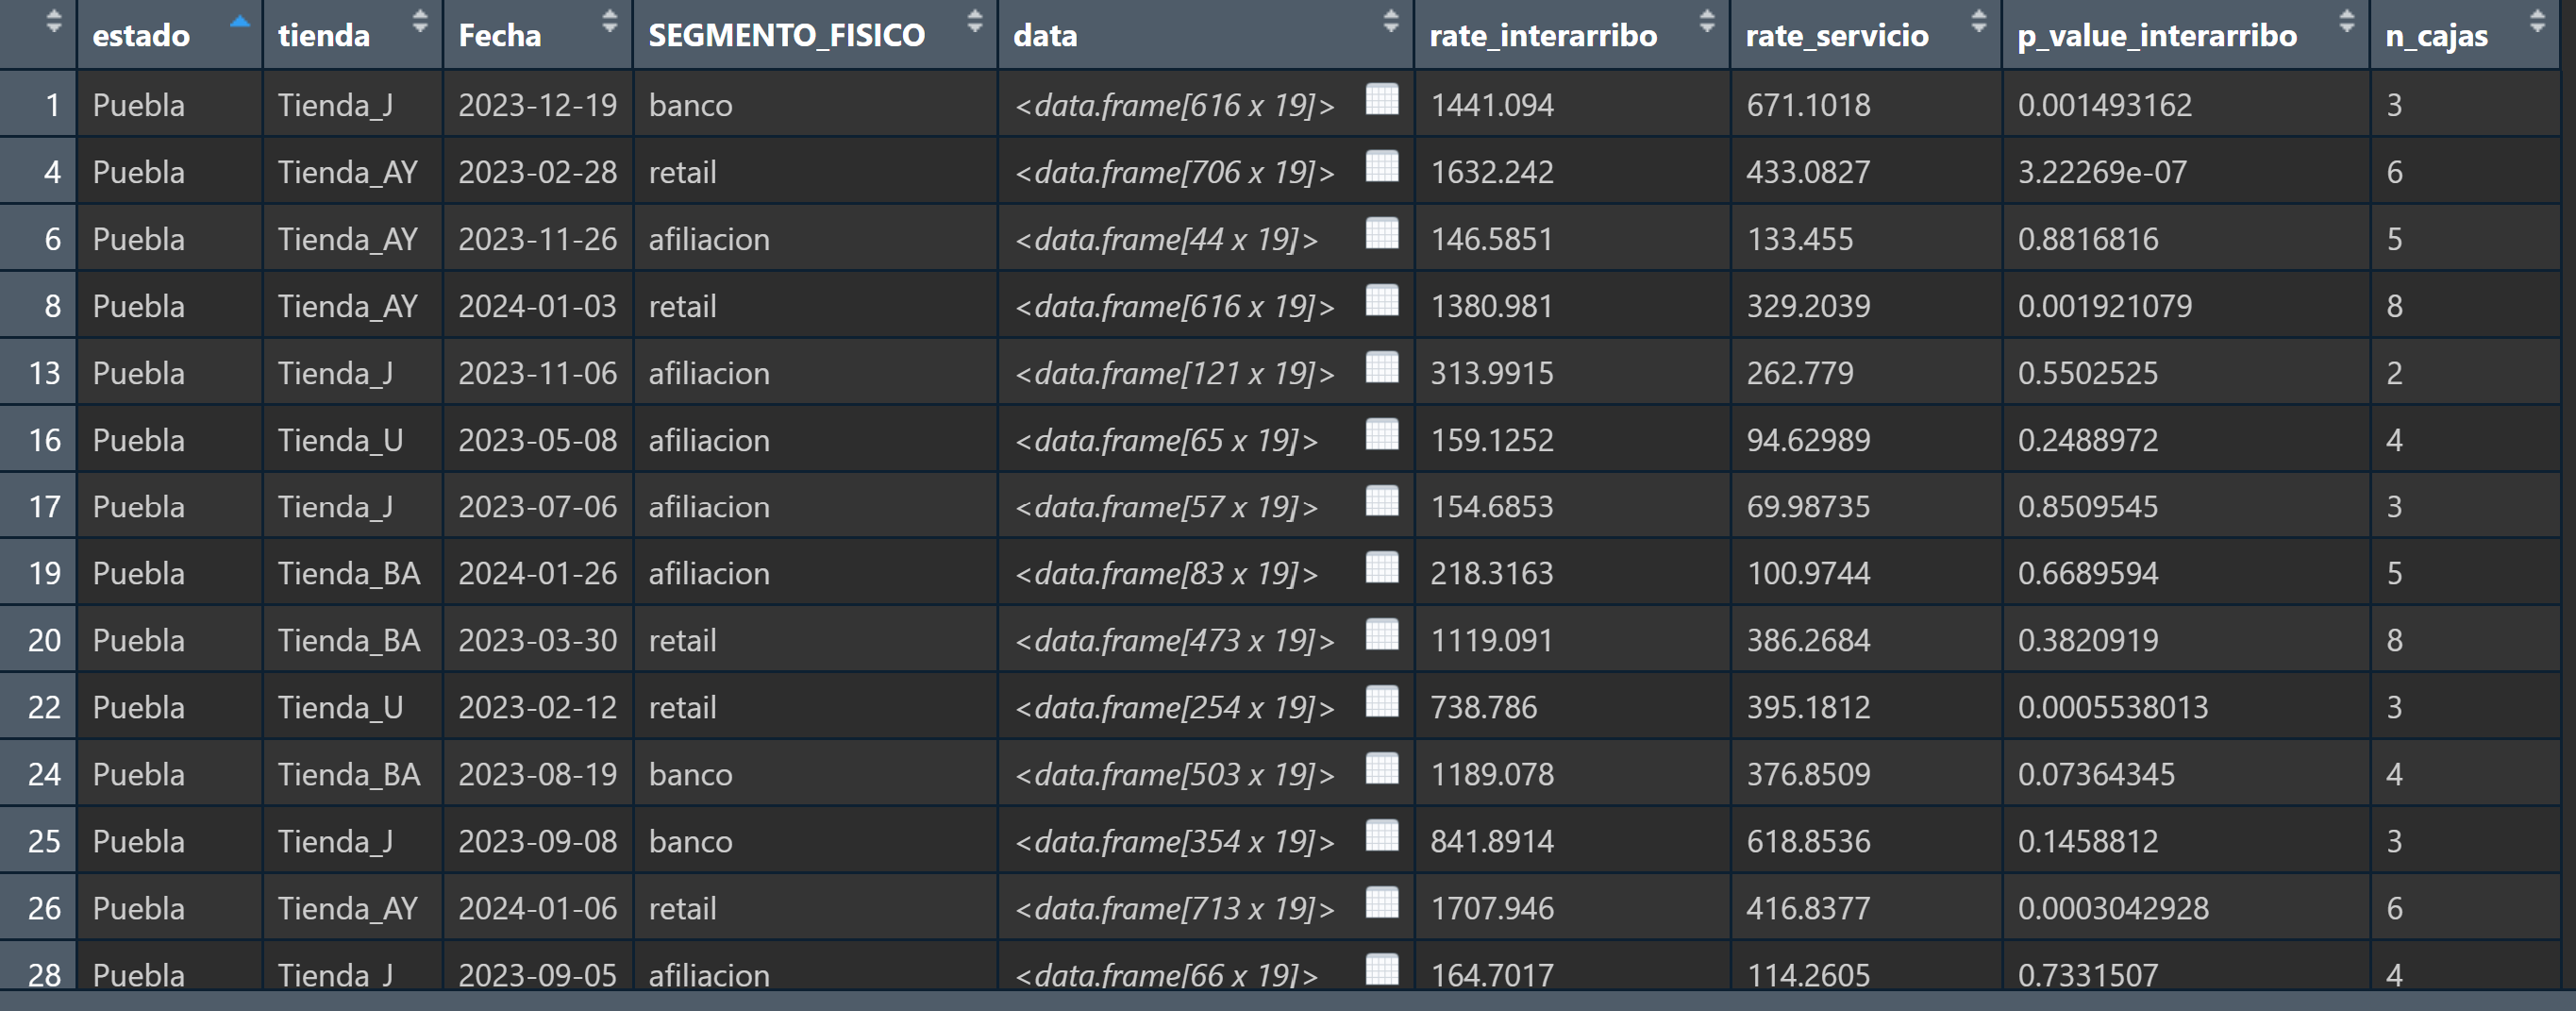 estado tienda Fecha SEGMENTO_FISICO data rate_interarribo rate_servicio p_value_interarribo n_cajas
1 Puebla Tienda_J 2023-12-19 banco <data.frame[616 x 19]> 1441.094 671.1018 0.001493162 3
4 Puebla Tienda_AY 2023-02-28 retail <data.frame[706 x 19]> 1632.242 433.0827 3.22269e-07 6
6 Puebla Tienda_AY 2023-11-26 afiliacion <data.frame[44 x 19]> 146.5851 133.455 0.8816816 5
8 Puebla Tienda_AY 2024-01-03 retail <data.frame[616 x 19]> 1380.981 329.2039 0.001921079 8
13 Puebla Tienda_J 2023-11-06 afiliacion <data.frame[121 x 19]> 313.9915 262.779 0.5502525 2
16 Puebla Tienda_U 2023-05-08 afiliacion <data.frame[65 x 19]> 159.1252 94.62989 0.2488972 4
17 Puebla Tienda_J 2023-07-06 afiliacion <data.frame[57 x 19]> 154.6853 69.98735 0.8509545 3
19 Puebla Tienda_BA 2024-01-26 afiliacion <data.frame[83 x 19]> 218.3163 100.9744 0.6689594 5
20 Puebla Tienda_BA 2023-03-30 retail <data.frame[473 x 19]> 1119.091 386.2684 0.3820919 8
22 Puebla Tienda_U 2023-02-12 retail <data.frame[254 x 19]> 738.786 395.1812 0.0005538013 3
24 Puebla Tienda_BA 2023-08-19 banco <data.frame[503 x 19]> 1189.078 376.8509 0.07364345 4
25 Puebla Tienda_J 2023-09-08 banco <data.frame[354 x 19]> 841.8914 618.8536 0.1458812 3
26 Puebla Tienda_AY 2024-01-06 retail <data.frame[713 x 19]> 1707.946 416.8377 0.0003042928 6
28 Puebla Tienda_J 2023-09-05 afiliacion <data.frame[66 x 19]> 164.7017 114.2605 0.7331507 4